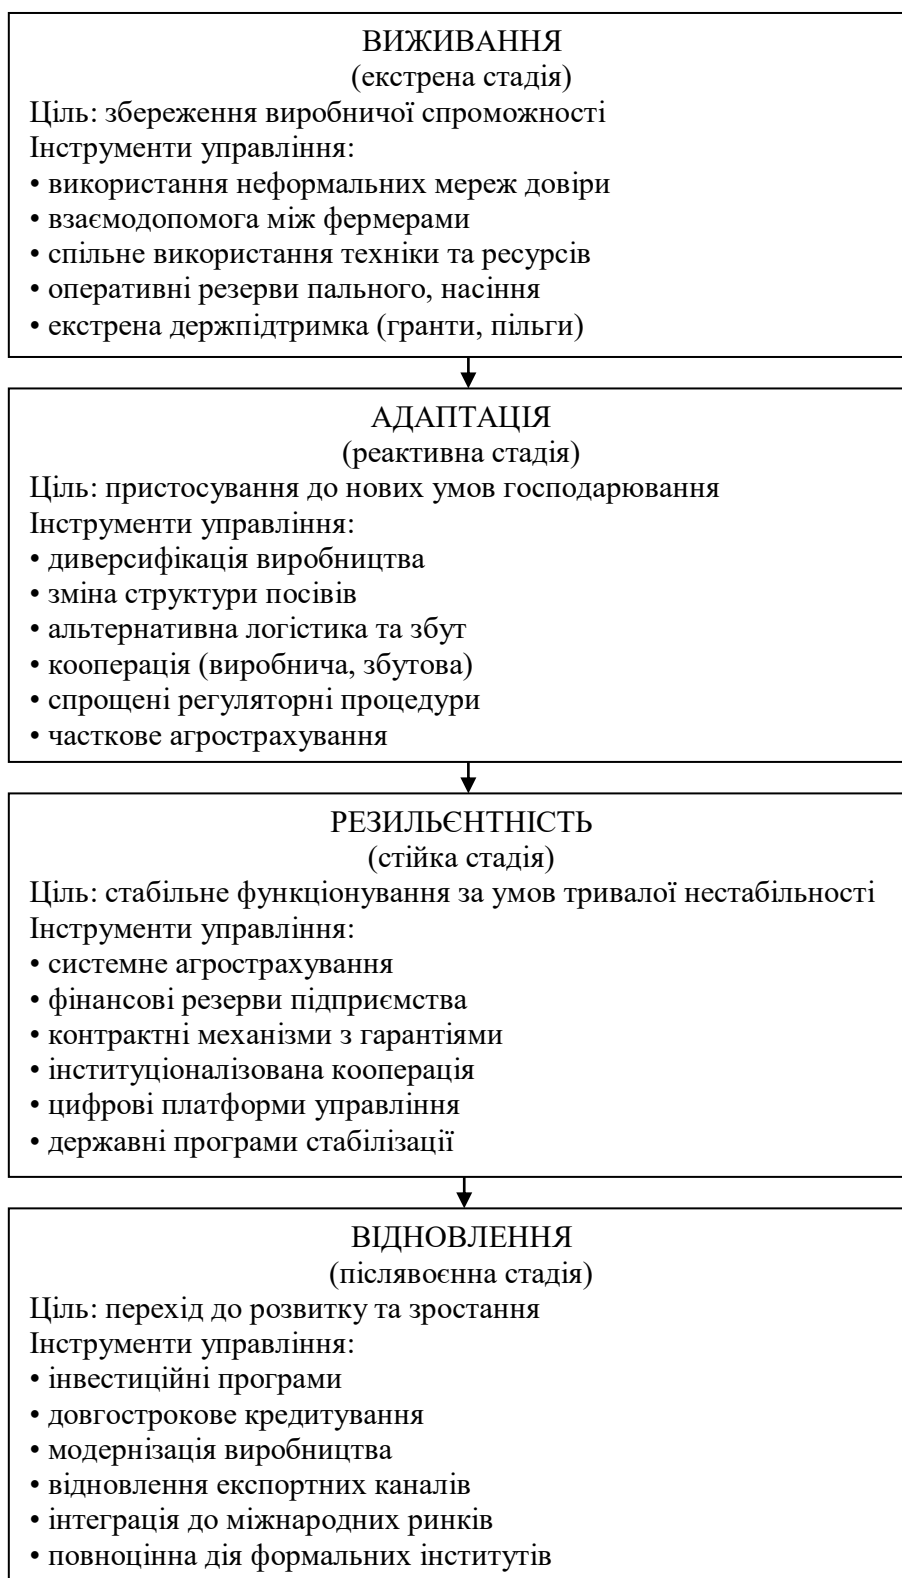 ВИЖИВАННЯ
(екстрена стадія)
Ціль: збереження виробничої спроможності
Інструменти управління:
• використання неформальних мереж довіри
• взаємодопомога між фермерами
• спільне використання техніки та ресурсів
• оперативні резерви пального, насіння
• екстрена держпідтримка (гранти, пільги)
АДАПТАЦІЯ
(реактивна стадія)
Ціль: пристосування до нових умов господарювання
Інструменти управління:
• диверсифікація виробництва
• зміна структури посівів
• альтернативна логістика та збут
• кооперація (виробнича, збутова)
• спрощені регуляторні процедури
• часткове агрострахування
РЕЗИЛЬЄНТНІСТЬ
(стійка стадія)
Ціль: стабільне функціонування за умов тривалої нестабільності
Інструменти управління:
• системне агрострахування
• фінансові резерви підприємства
• контрактні механізми з гарантіями
• інституціоналізована кооперація
• цифрові платформи управління
• державні програми стабілізації
ВІДНОВЛЕННЯ
(післявоєнна стадія)
Ціль: перехід до розвитку та зростання
Інструменти управління:
• інвестиційні програми
• довгострокове кредитування
• модернізація виробництва
• відновлення експортних каналів
• інтеграція до міжнародних ринків
• повноцінна дія формальних інститутів